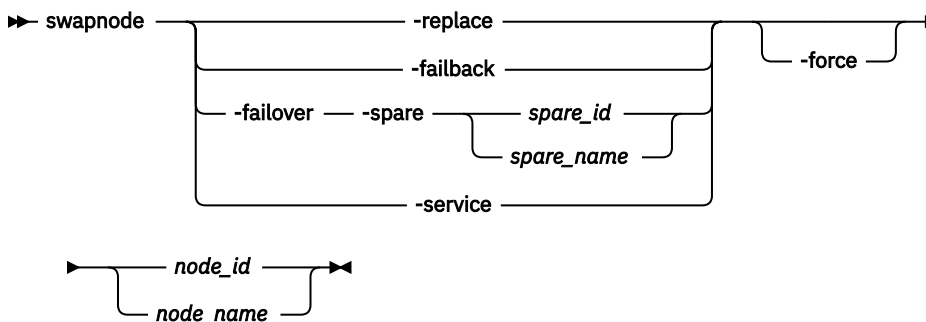 swapnode -replace
-force
-failback
-failover -spare spare_id
spare_name
-service
node_id
node_name